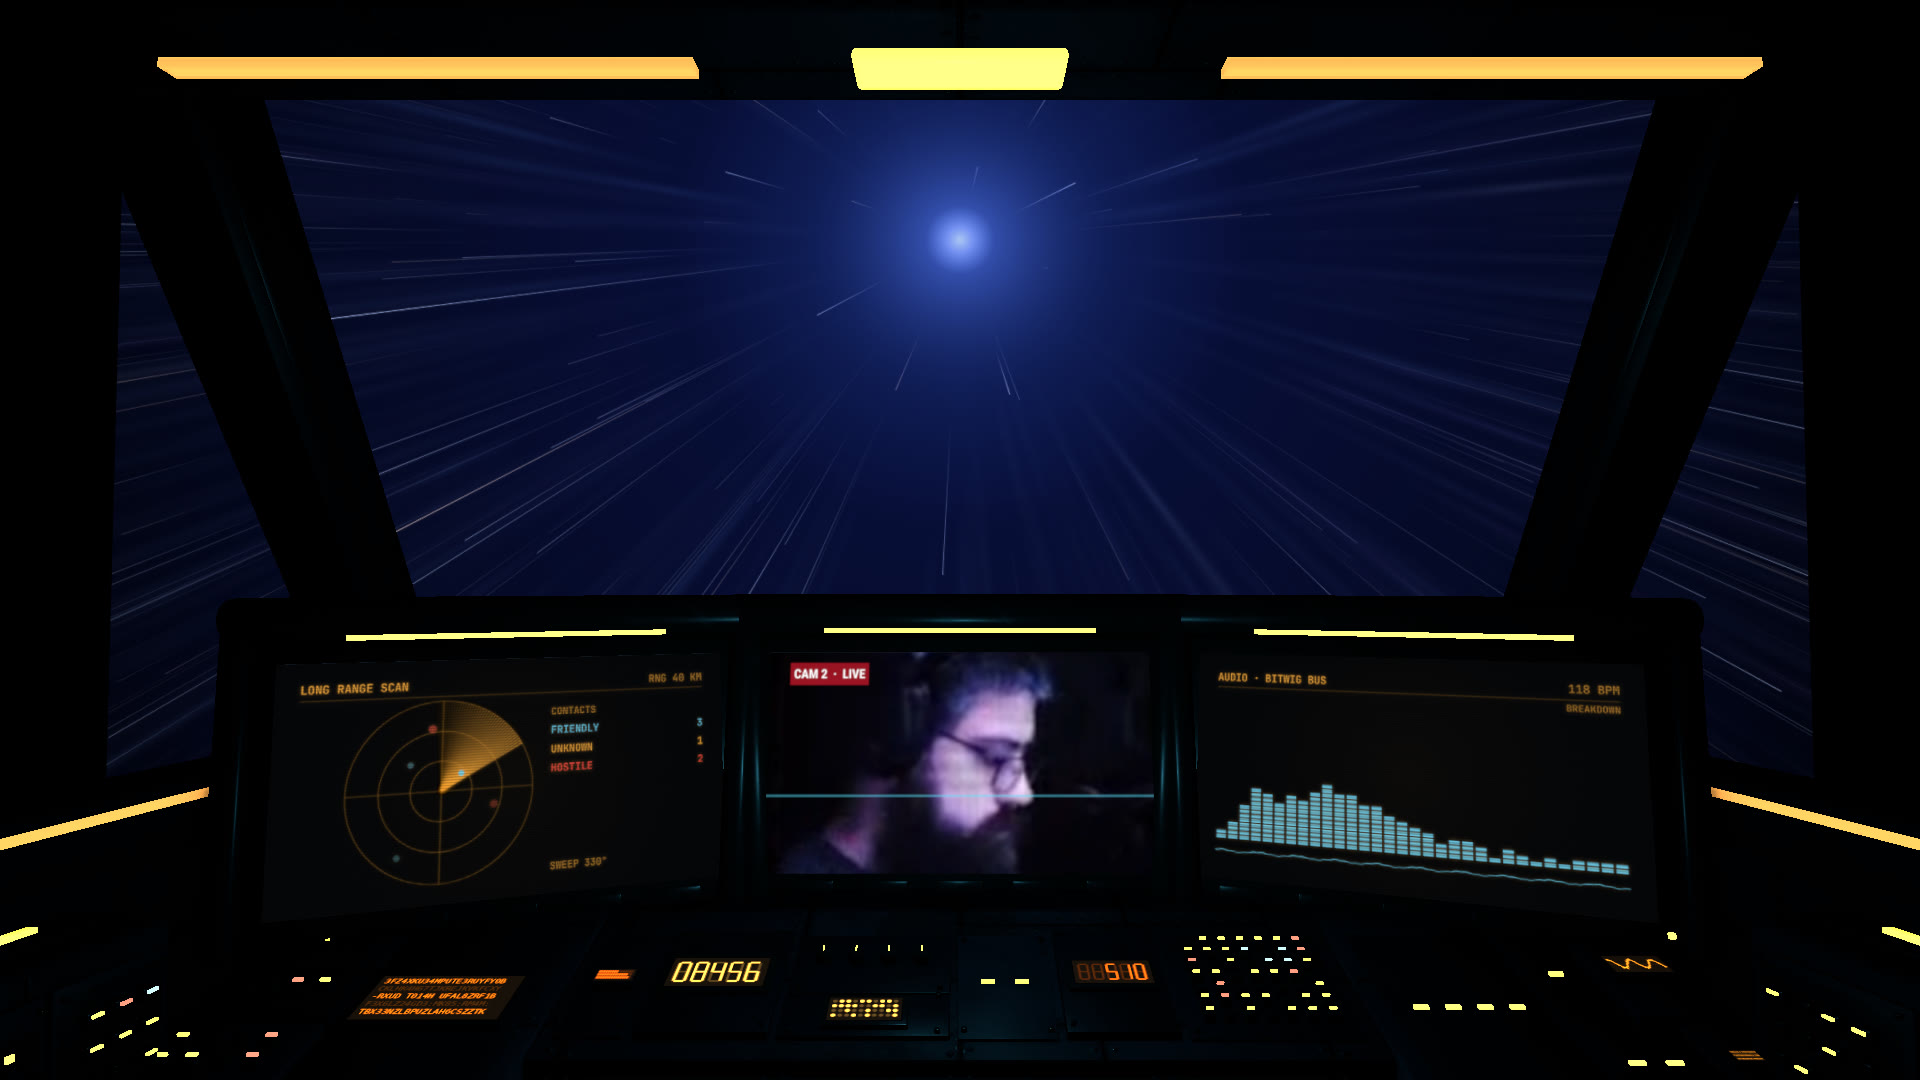 LONG RANGE SCAN
RNG 40 KM
CONTACTS
FRIENDLY 3
UNKNOWN 1
HOSTILE 2
SWEEP 330°
CAM 2 · LIVE
AUDIO · BITWIG BUS
118 BPM
BREAKDOWN
08456
510